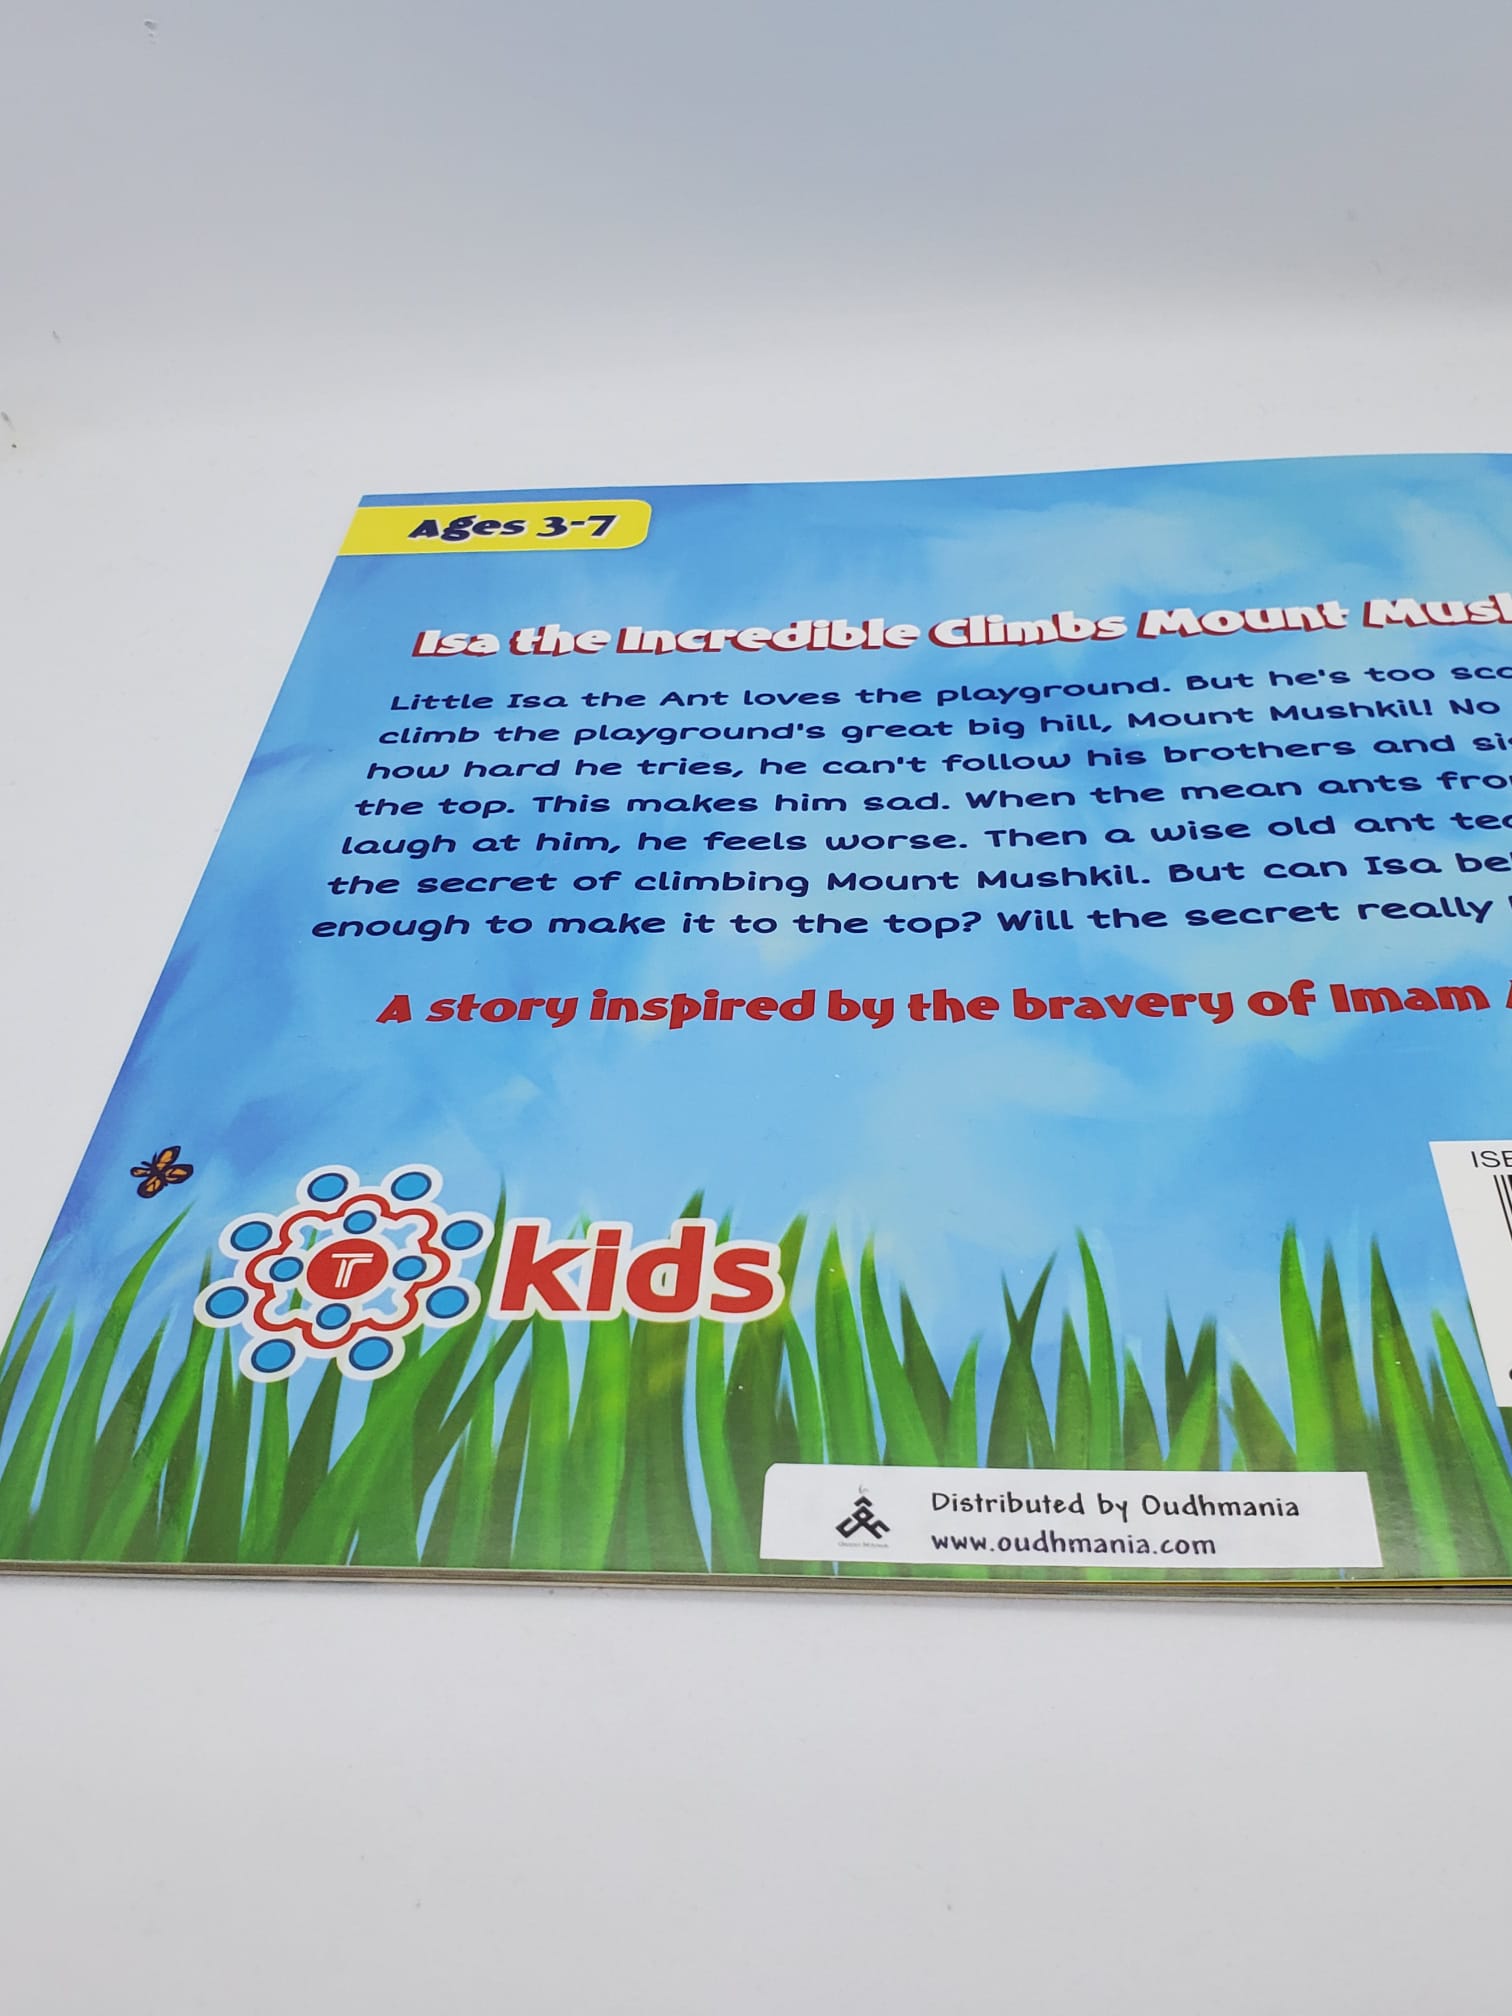 Ages 3-7
Isa the Incredible Climbs Mount
Little Isa the Ant loves the playground. But he's too
climb the playground's great big hill, Mount Mushkil! No
how hard he tries, he can't follow his brothers and
the top. This makes him sad. When the mean ants
laugh at him, he feels worse. Then a wise old ant
the secret of climbing Mount Mushkil. But can Isa
enough to make it to the top? Will the secret really
A story inspired by the bravery of Imam
T kids
Distributed by Oudhmania
www.oudhmania.com